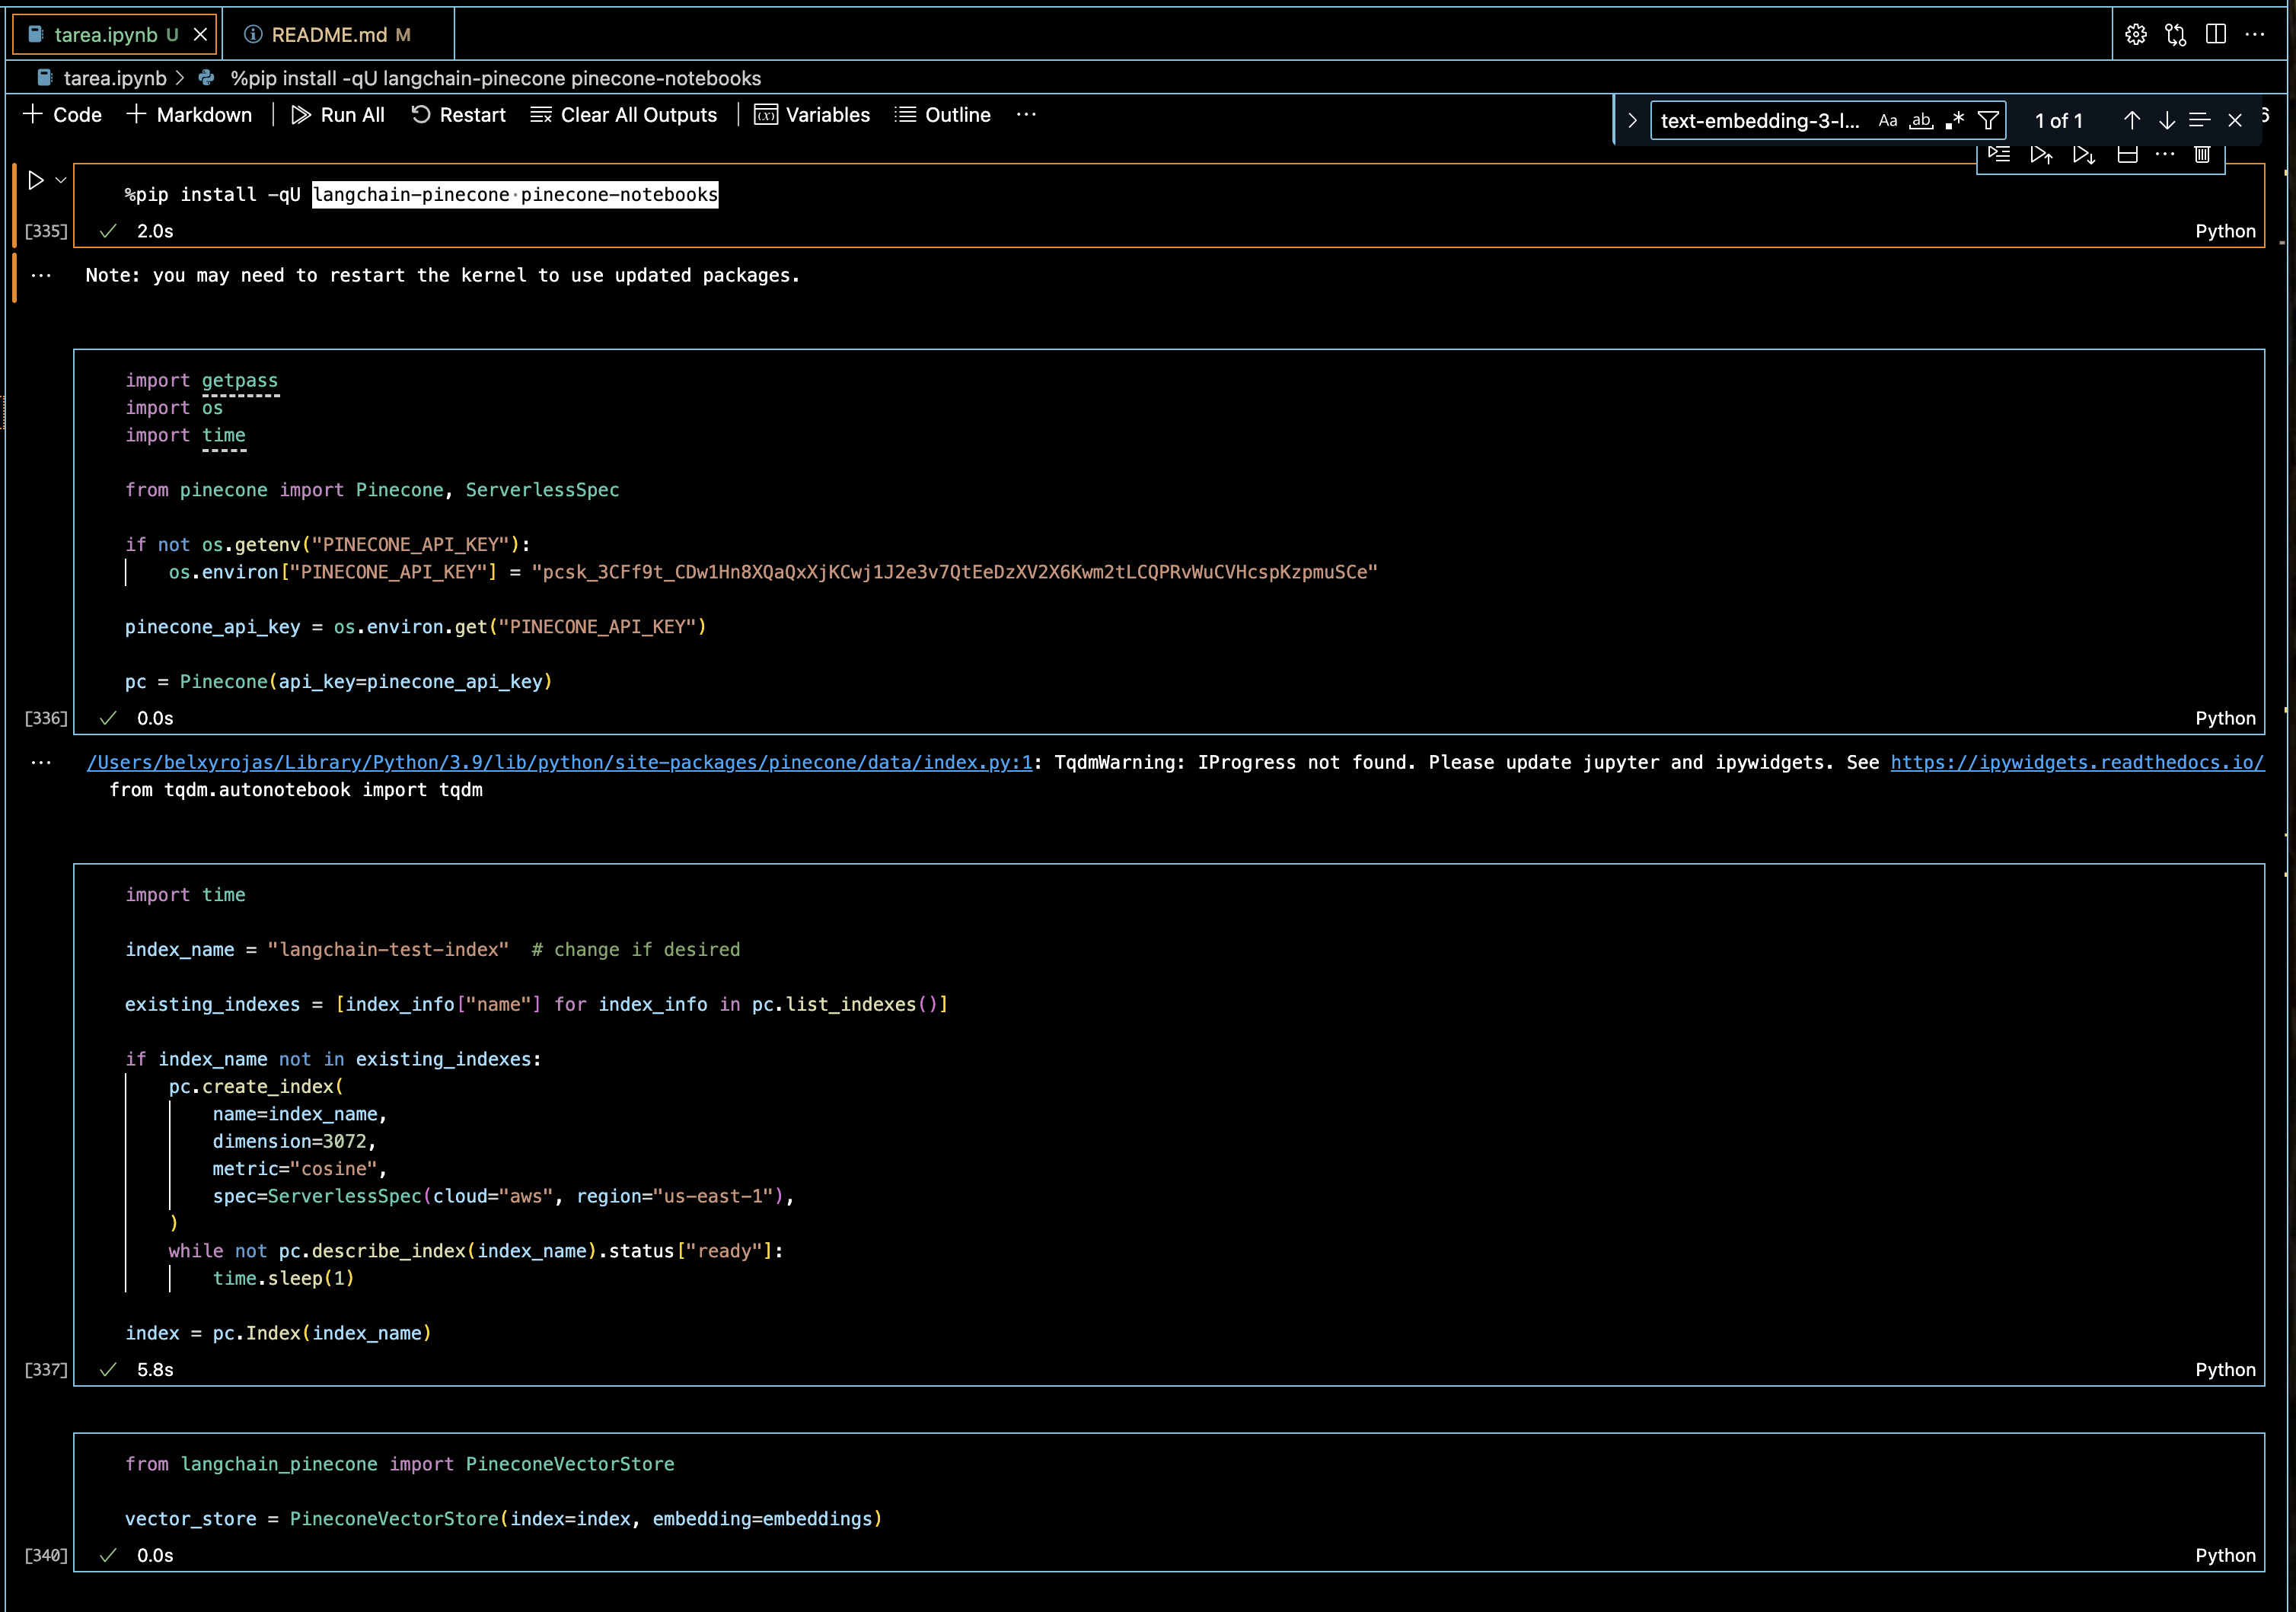 tarea.ipynb U
README.md M
tarea.ipynb > %pip install -qU langchain-pinecone pinecone-notebooks
+ Code + Markdown | Run All Restart Clear All Outputs | Variables Outline ...
text-embedding-3-l... Aa ab 1 of 1
%pip install -qU langchain-pinecone·pinecone-notebooks
[335] 2.0s Python
Note: you may need to restart the kernel to use updated packages.
import getpass
import os
import time
from pinecone import Pinecone, ServerlessSpec
if not os.getenv("PINECONE_API_KEY"):
os.environ["PINECONE_API_KEY"] = "pcsk_3CFf9t_CDw1Hn8XQaQxXjKCwj1J2e3v7QtEeDzXV2X6Kwm2tLCQPRvWuCVHcspKzpmuSCe"
pinecone_api_key = os.environ.get("PINECONE_API_KEY")
pc = Pinecone(api_key=pinecone_api_key)
[336] 0.0s Python
/Users/belxyrojas/Library/Python/3.9/lib/python/site-packages/pinecone/data/index.py:1: TqdmWarning: IProgress not found. Please update jupyter and ipywidgets. See https://ipywidgets.readthedocs.io/
from tqdm.autonotebook import tqdm
import time
index_name = "langchain-test-index" # change if desired
existing_indexes = [index_info["name"] for index_info in pc.list_indexes()]
if index_name not in existing_indexes:
pc.create_index(
name=index_name,
dimension=3072,
metric="cosine",
spec=ServerlessSpec(cloud="aws", region="us-east-1"),
)
while not pc.describe_index(index_name).status["ready"]:
time.sleep(1)
index = pc.Index(index_name)
[337] 5.8s Python
from langchain_pinecone import PineconeVectorStore
vector_store = PineconeVectorStore(index=index, embedding=embeddings)
[340] 0.0s Python